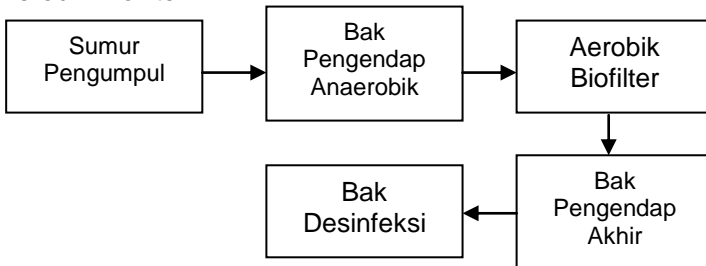 Sumur
Pengumpul
Bak
Pengendap
Anaerobik
Aerobik
Biofilter
Bak
Pengendap
Akhir
Bak
Desinfeksi